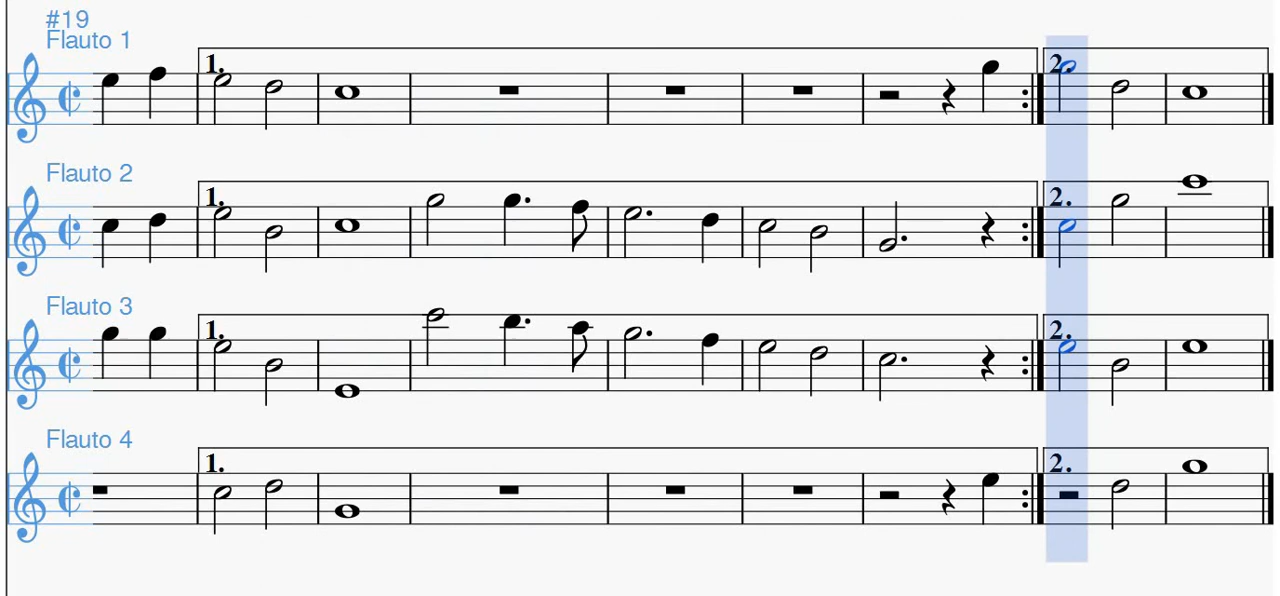 #19
Flauto 1
1. 2.
Flauto 2
1. 2.
Flauto 3
1. 2.
Flauto 4
1. 2.